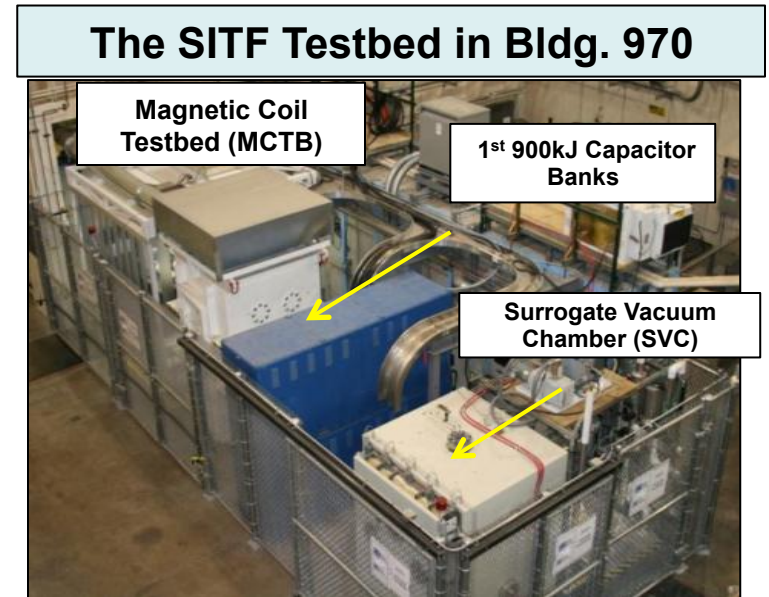 The SITF Testbed in Bldg. 970
Magnetic Coil
Testbed (MCTB)
1st 900kJ Capacitor
Banks
Surrogate Vacuum
Chamber (SVC)